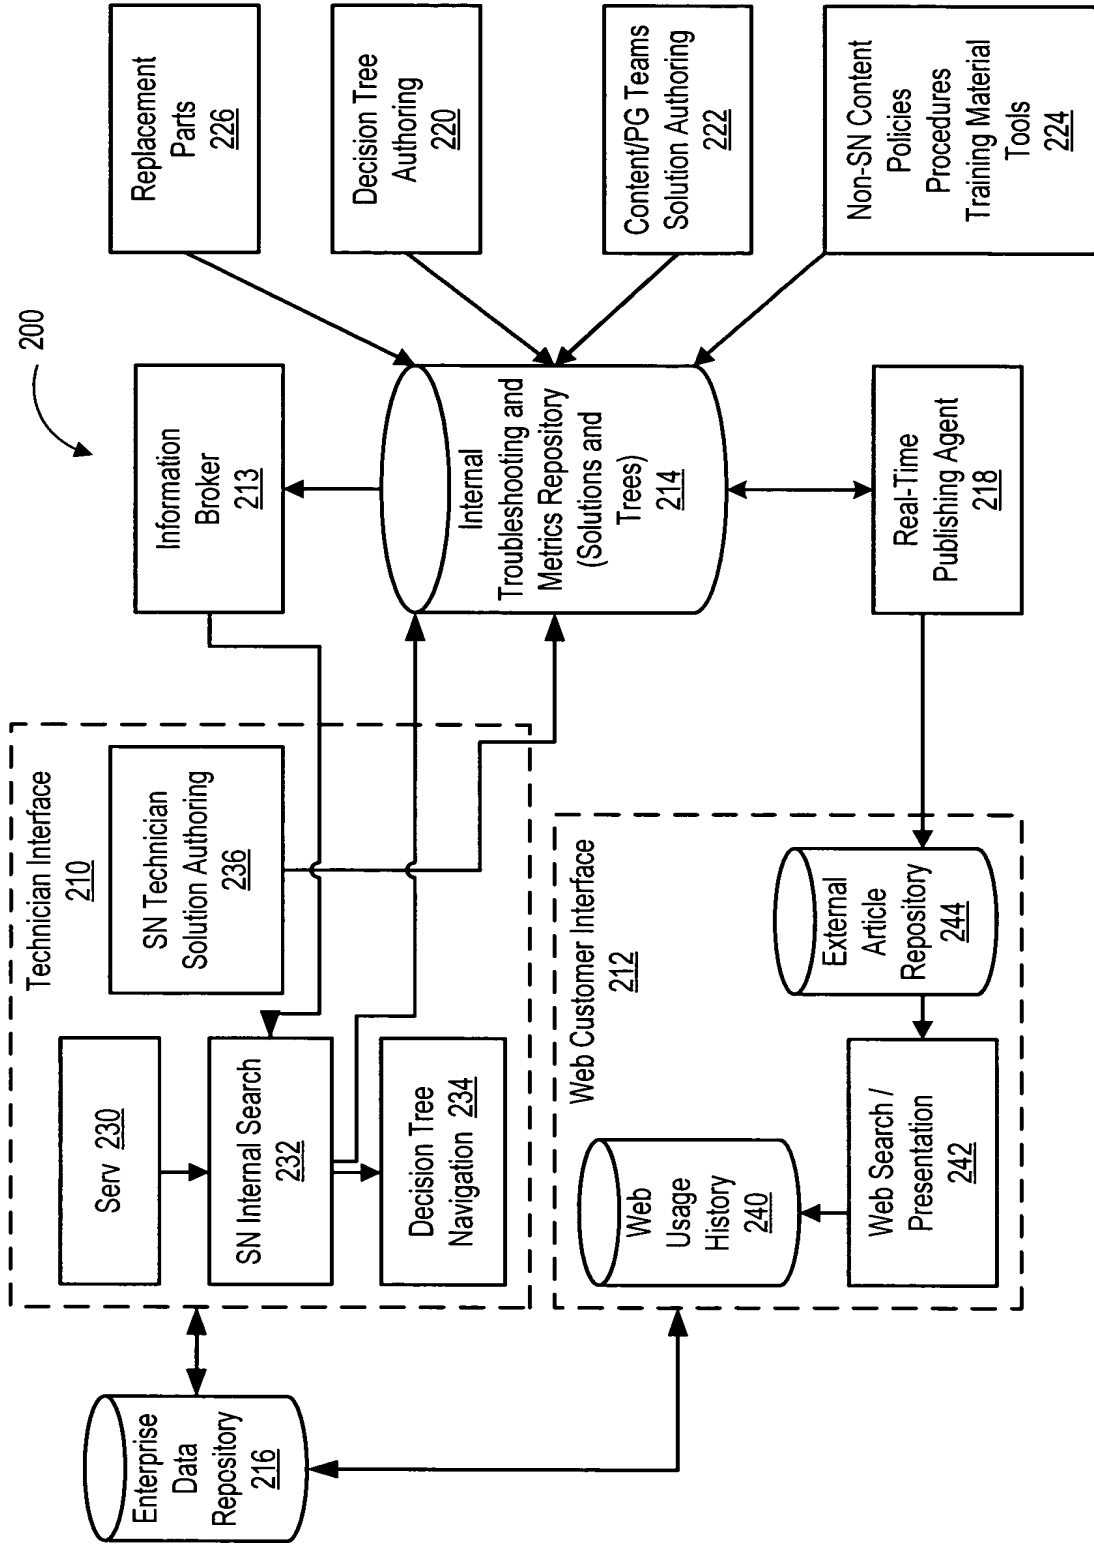 200
Technician Interface
210
Serv 230
SN Internal Search
232
Decision Tree
Navigation 234
SN Technician
Solution Authoring
236
Information
Broker
213
Replacement
Parts
226
Decision Tree
Authoring
220
Content/PG Teams
Solution Authoring
222
Non-SN Content
Policies
Procedures
Training Material
Tools
224
Internal
Troubleshooting and
Metrics Repository
(Solutions and
Trees)
214
Real-Time
Publishing Agent
218
Enterprise
Data
Repository
216
Web Customer Interface
212
Web
Usage
History
240
Web Search /
Presentation
242
External
Article
Repository
244